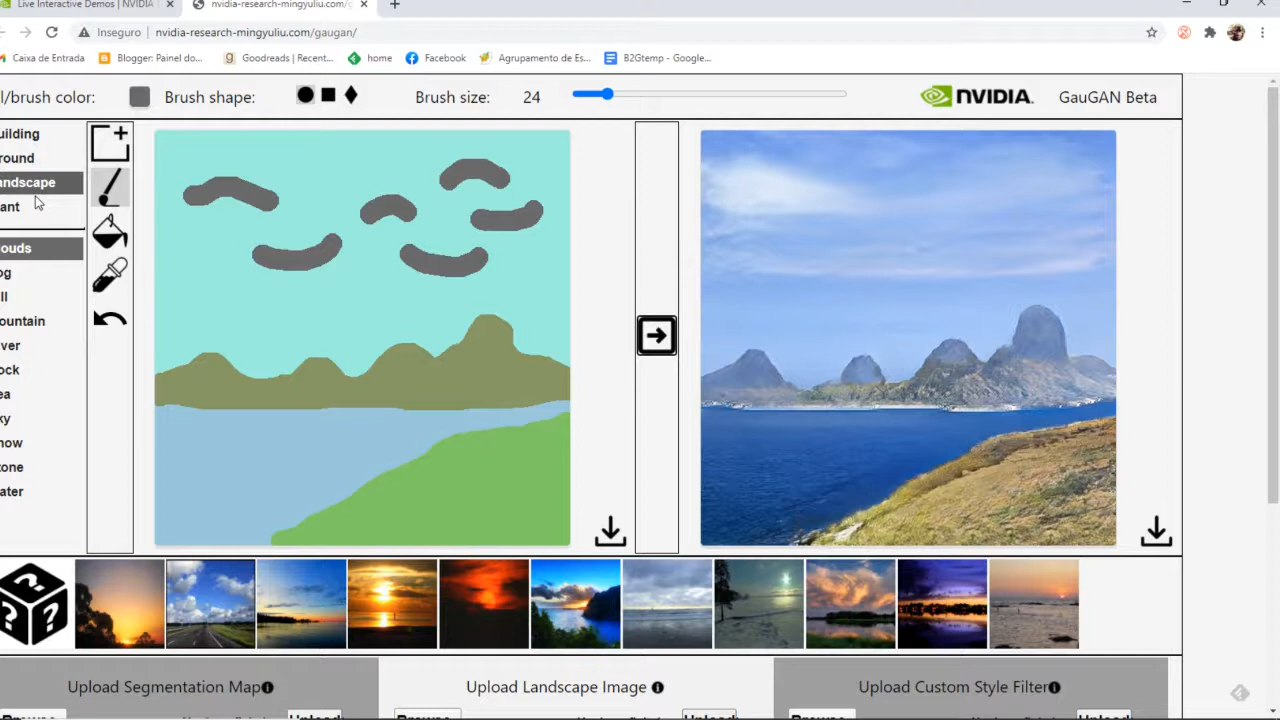 Live Interactive Demos | NVIDIA
nvidia-research-mingyuliu.com/g
Inseguro
nvidia-research-mingyuliu.com/gaugan/
Caixa de Entrada
Blogger: Painel do...
Goodreads | Recent...
home
Facebook
Agrupamento de Es...
B2Gtemp - Google...
l/brush color:
Brush shape:
Brush size:
24
NVIDIA.
GauGAN Beta
uilding
round
andscape
ant
ouds
og
ll
ountain
ver
ock
ea
ky
now
tone
ater
Upload Segmentation Map
Upload Landscape Image
Upload Custom Style Filter